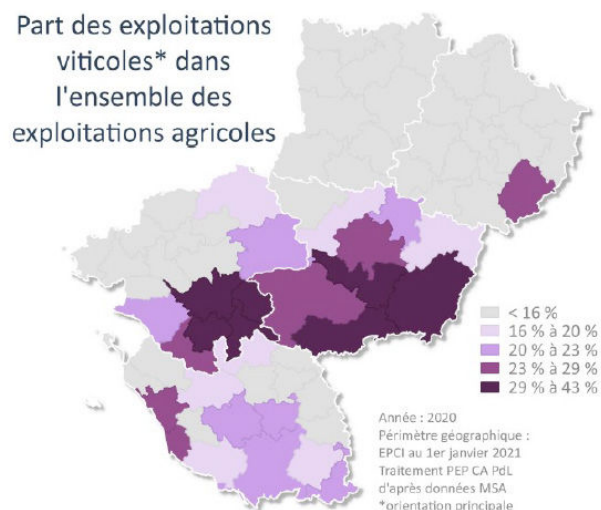 Part des exploitations
viticoles* dans
l'ensemble des
exploitations agricoles
< 16 %
16 % à 20 %
20 % à 23 %
23 % à 29 %
29 % à 43 %
Année : 2020
Périmètre géographique :
EPCI au 1er janvier 2021
Traitement PEP CA PdL
d'après données MSA
*orientation principale